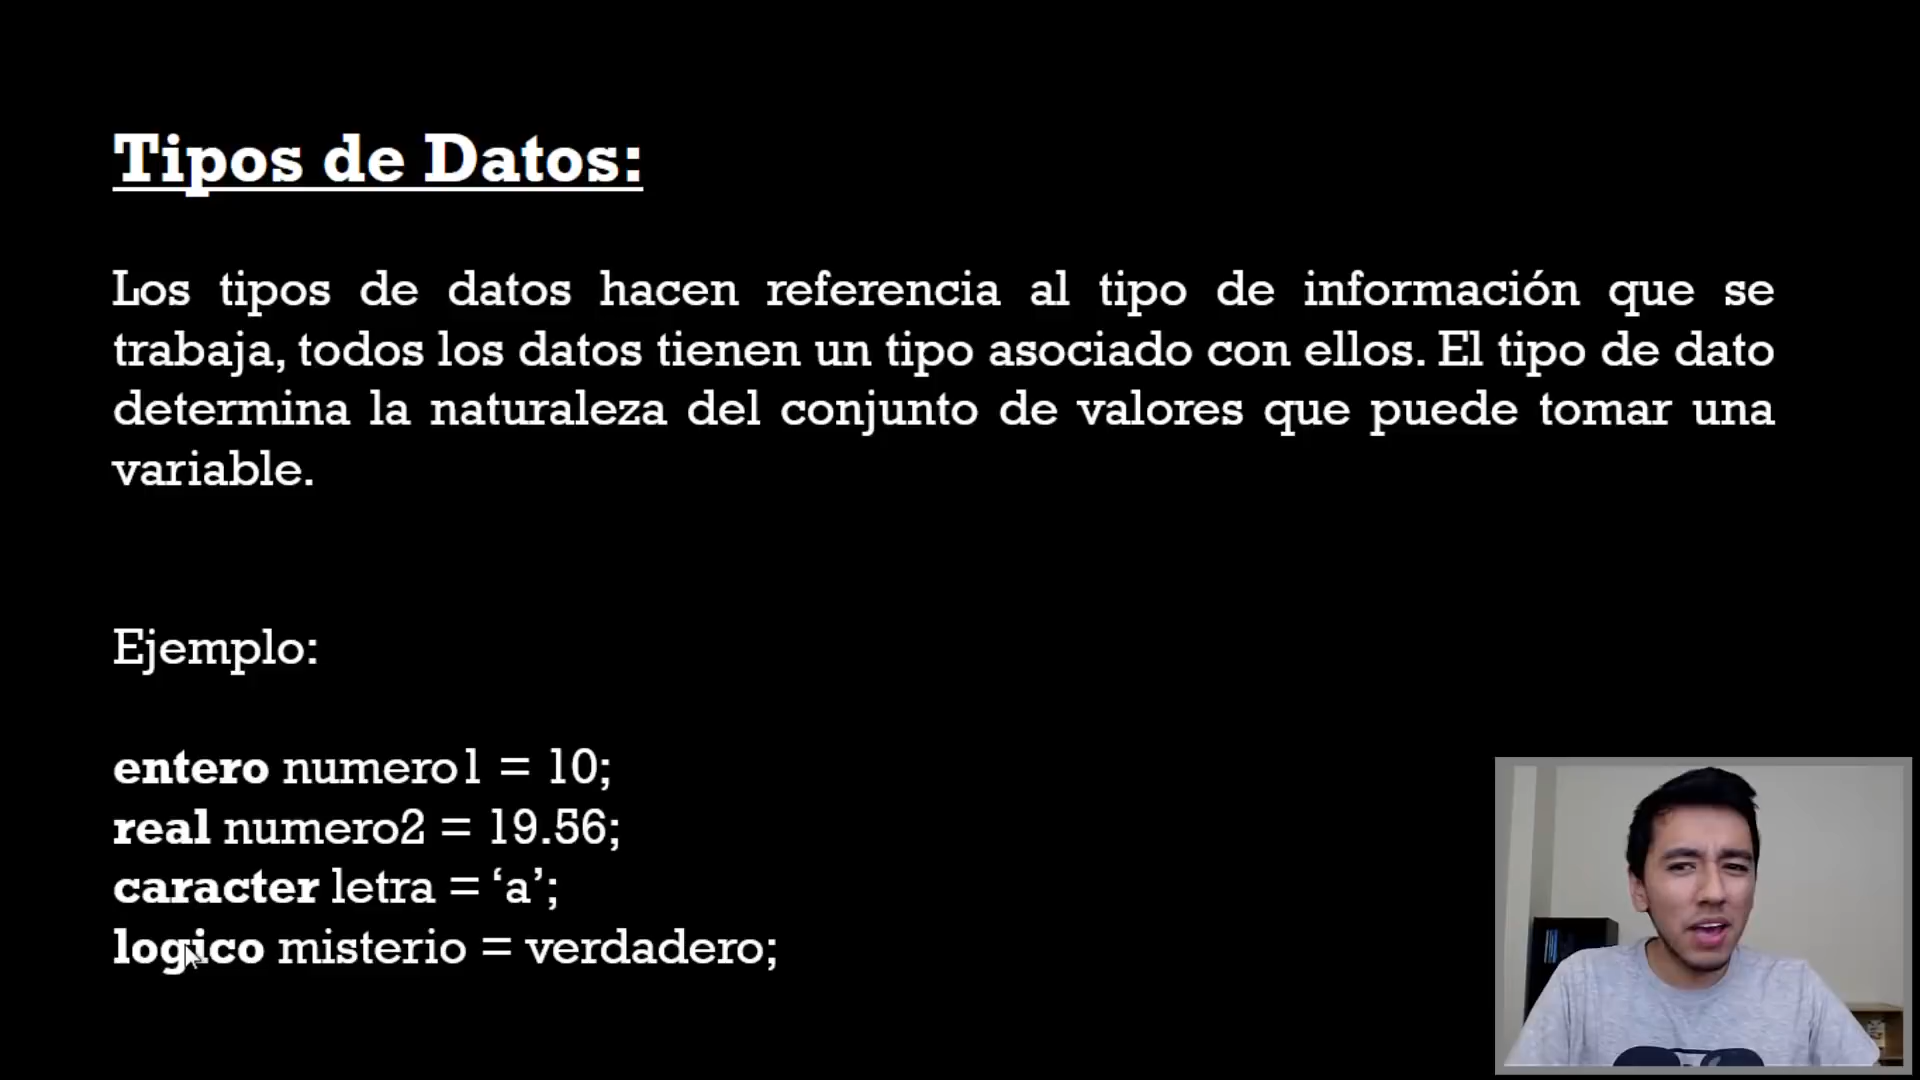 Tipos de Datos:
Los tipos de datos hacen referencia al tipo de información que se
trabaja, todos los datos tienen un tipo asociado con ellos. El tipo de dato
determina la naturaleza del conjunto de valores que puede tomar una
variable.
Ejemplo:
entero numero1 = 10;
real numero2 = 19.56;
caracter letra = ‘a’;
logico misterio = verdadero;